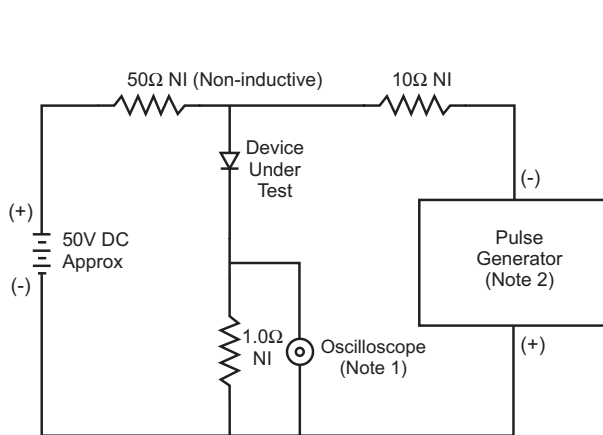 50Ω NI (Non-inductive)
10Ω NI
Device
Under
Test
(+)
50V DC
Approx
(-)
(-)
Pulse
Generator
(Note 2)
(+)
1.0Ω
NI
Oscilloscope
(Note 1)